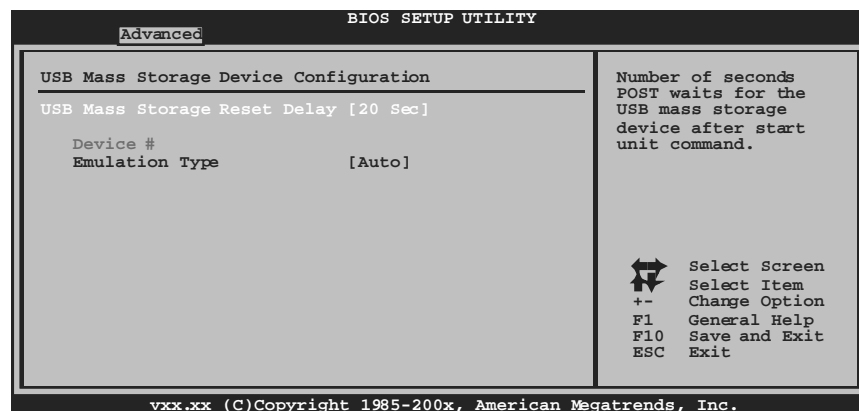 BIOS SETUP UTILITY
Advanced
USB Mass Storage Device Configuration
USB Mass Storage Reset Delay [20 Sec]
Device #
Emulation Type [Auto]
Number of seconds
POST waits for the
USB mass storage
device after start
unit command.
Select Screen
Select Item
+- Change Option
F1 General Help
F10 Save and Exit
ESC Exit
vxx.xx (C)Copyright 1985-200x, American Megatrends, Inc.